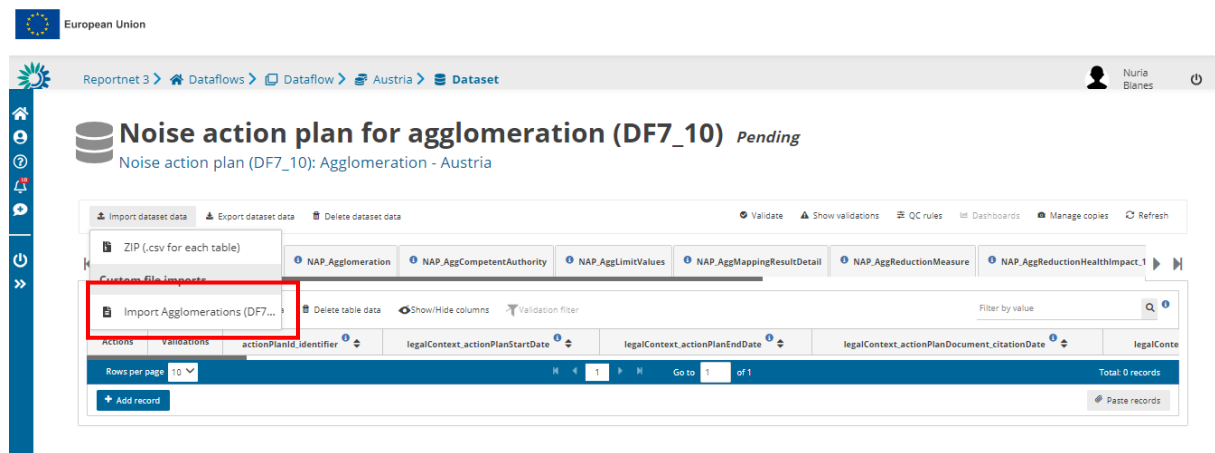 European Union
Reportnet 3 Dataflows Dataflow Austria Dataset
Nuria
Blanes
Noise action plan for agglomeration (DF7_10) Pending
Noise action plan (DF7_10): Agglomeration - Austria
Import dataset data Export dataset data Delete dataset data Validate Show validations QC rules Dashboards Manage copies Refresh
ZIP (.csv for each table)
NAP_Agglomeration NAP_AggCompetentAuthority NAP_AggLimitValues NAP_AggMappingResultDetail NAP_AggReductionMeasure NAP_AggReductionHealthImpact_1
Custom file imports
Import Agglomerations (DF7... Delete table data Show/Hide columns Validation filter Filter by value
Actions Validations actionPlanId_identifier legalContext_actionPlanStartDate legalContext_actionPlanEndDate legalContext_actionPlanDocument_citationDate legalConte
Rows per page 10 1 Go to 1 of 1 Total: 0 records
+ Add record Paste records